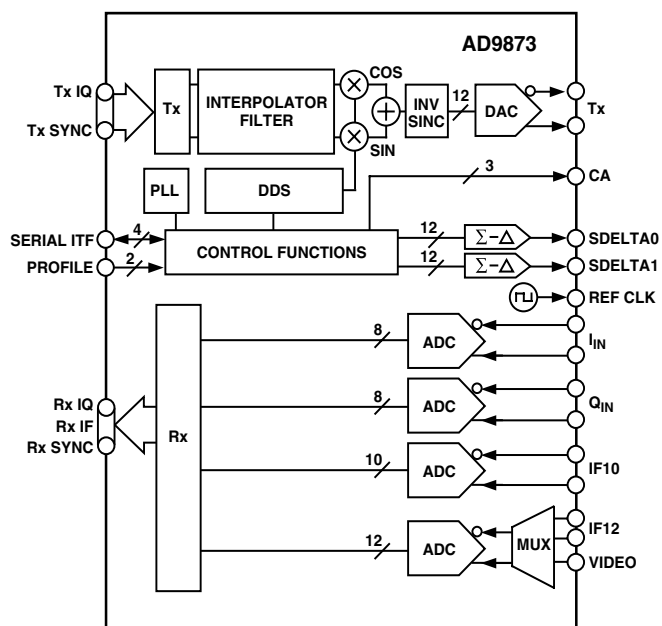 AD9873
Tx IQ
Tx SYNC
Tx
INTERPOLATOR
FILTER
COS
SIN
INV
SINC
12
DAC
Tx
PLL
DDS
3
CA
SERIAL ITF
4
CONTROL FUNCTIONS
12
Σ–Δ
SDELTA0
PROFILE
2
12
Σ–Δ
SDELTA1
REF CLK
8
ADC
IIN
Rx IQ
Rx IF
Rx SYNC
Rx
8
ADC
QIN
10
ADC
IF10
12
ADC
MUX
IF12
VIDEO